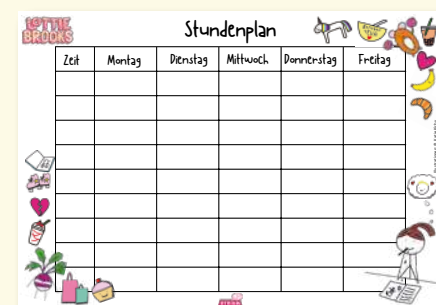 LOTTIE
BROOKS
Stundenplan
Zeit Montag Dienstag Mittwoch Donnerstag Freitag